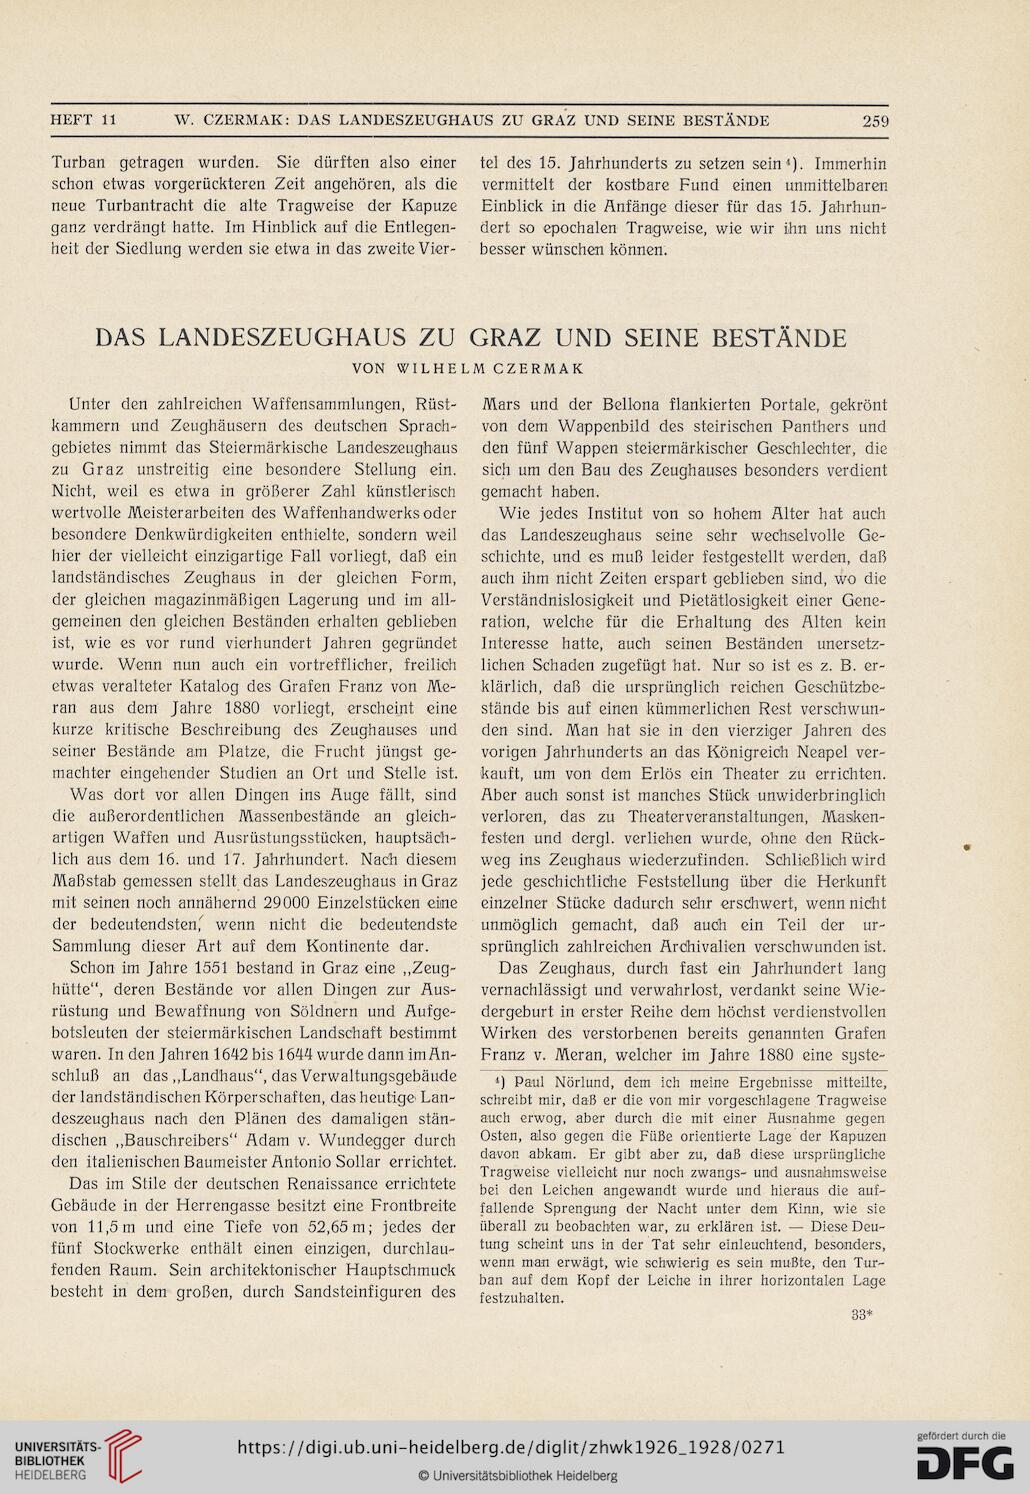 HEFT 11 W. CZERMAK: DAS LANDESZEUGHAUS ZU GRAZ UND SEINE BESTÄNDE 259
Turban getragen wurden. Sie dürften also einer
schon etwas vorgerückteren Zeit angehören, als die
neue Turbantracht die alte Tragweise der Kapuze
ganz verdrängt hatte. Im Hinblick auf die Entlegen-
heit der Siedlung werden sie etwa in das zweite Vier-
tel des 15. Jahrhunderts zu setzen sein⁴). Immerhin
vermittelt der kostbare Fund einen unmittelbaren
Einblick in die Anfänge dieser für das 15. Jahrhun-
dert so epochalen Tragweise, wie wir ihn uns nicht
besser wünschen können.
DAS LANDESZEUGHAUS ZU GRAZ UND SEINE BESTÄNDE
VON WILHELM CZERMAK
Unter den zahlreichen Waffensammlungen, Rüst-
kammern und Zeughäusern des deutschen Sprach-
gebietes nimmt das Steiermärkische Landeszeughaus
zu Graz unstreitig eine besondere Stellung ein.
Nicht, weil es etwa in größerer Zahl künstlerisch
wertvolle Meisterarbeiten des Waffenhandwerks oder
besondere Denkwürdigkeiten enthielte, sondern weil
hier der vielleicht einzigartige Fall vorliegt, daß ein
landständisches Zeughaus in der gleichen Form,
der gleichen magazinmäßigen Lagerung und im all-
gemeinen den gleichen Beständen erhalten geblieben
ist, wie es vor rund vierhundert Jahren gegründet
wurde. Wenn nun auch ein vortrefflicher, freilich
etwas veralteter Katalog des Grafen Franz von Me-
ran aus dem Jahre 1880 vorliegt, erscheint eine
kurze kritische Beschreibung des Zeughauses und
seiner Bestände am Platze, die Frucht jüngst ge-
machter eingehender Studien an Ort und Stelle ist.
Was dort vor allen Dingen ins Auge fällt, sind
die außerordentlichen Massenbestände an gleich-
artigen Waffen und Ausrüstungsstücken, hauptsäch-
lich aus dem 16. und 17. Jahrhundert. Nach diesem
Maßstab gemessen stellt das Landeszeughaus in Graz
mit seinen noch annähernd 29000 Einzelstücken eine
der bedeutendsten, wenn nicht die bedeutendste
Sammlung dieser Art auf dem Kontinente dar.
Schon im Jahre 1551 bestand in Graz eine „Zeug-
hütte“, deren Bestände vor allen Dingen zur Aus-
rüstung und Bewaffnung von Söldnern und Aufge-
botsleuten der steiermärkischen Landschaft bestimmt
waren. In den Jahren 1642 bis 1644 wurde dann im An-
schluß an das „Landhaus“, das Verwaltungsgebäude
der landständischen Körperschaften, das heutige Lan-
deszeughaus nach den Plänen des damaligen stän-
dischen „Bauschreibers“ Adam v. Wundegger durch
den italienischen Baumeister Antonio Sollar errichtet.
Das im Stile der deutschen Renaissance errichtete
Gebäude in der Herrengasse besitzt eine Frontbreite
von 11,5 m und eine Tiefe von 52,65 m; jedes der
fünf Stockwerke enthält einen einzigen, durchlau-
fenden Raum. Sein architektonischer Hauptschmuck
besteht in dem großen, durch Sandsteinfiguren des
Mars und der Bellona flankierten Portale, gekrönt
von dem Wappenbild des steirischen Panthers und
den fünf Wappen steiermärkischer Geschlechter, die
sich um den Bau des Zeughauses besonders verdient
gemacht haben.
Wie jedes Institut von so hohem Alter hat auch
das Landeszeughaus seine sehr wechselvolle Ge-
schichte, und es muß leider festgestellt werden, daß
auch ihm nicht Zeiten erspart geblieben sind, wo die
Verständnislosigkeit und Pietätlosigkeit einer Gene-
ration, welche für die Erhaltung des Alten kein
Interesse hatte, auch seinen Beständen unersetz-
lichen Schaden zugefügt hat. Nur so ist es z. B. er-
klärlich, daß die ursprünglich reichen Geschützbe-
stände bis auf einen kümmerlichen Rest verschwun-
den sind. Man hat sie in den vierziger Jahren des
vorigen Jahrhunderts an das Königreich Neapel ver-
kauft, um von dem Erlös ein Theater zu errichten.
Aber auch sonst ist manches Stück unwiderbringlich
verloren, das zu Theaterveranstaltungen, Masken-
festen und dergl. verliehen wurde, ohne den Rück-
weg ins Zeughaus wiederzufinden. Schließlich wird
jede geschichtliche Feststellung über die Herkunft
einzelner Stücke dadurch sehr erschwert, wenn nicht
unmöglich gemacht, daß auch ein Teil der ur-
sprünglich zahlreichen Archivalien verschwunden ist.
Das Zeughaus, durch fast ein Jahrhundert lang
vernachlässigt und verwahrlost, verdankt seine Wie-
dergeburt in erster Reihe dem höchst verdienstvollen
Wirken des verstorbenen bereits genannten Grafen
Franz v. Meran, welcher im Jahre 1880 eine syste-
⁴) Paul Nörlund, dem ich meine Ergebnisse mitteilte,
schreibt mir, daß er die von mir vorgeschlagene Tragweise
auch erwog, aber durch die mit einer Ausnahme gegen
Osten, also gegen die Füße orientierte Lage der Kapuzen
davon abkam. Er gibt aber zu, daß diese ursprüngliche
Tragweise vielleicht nur noch zwangs- und ausnahmsweise
bei den Leichen angewandt wurde und hieraus die auf-
fallende Sprengung der Nacht unter dem Kinn, wie sie
überall zu beobachten war, zu erklären ist. — Diese Deu-
tung scheint uns in der Tat sehr einleuchtend, besonders,
wenn man erwägt, wie schwierig es sein mußte, den Tur-
ban auf dem Kopf der Leiche in ihrer horizontalen Lage
festzuhalten.
33*
UNIVERSITÄTS-
BIBLIOTHEK
HEIDELBERG
https://digi.ub.uni-heidelberg.de/diglit/zhwk1926_1928/0271
© Universitätsbibliothek Heidelberg
gefördert durch die
DFG